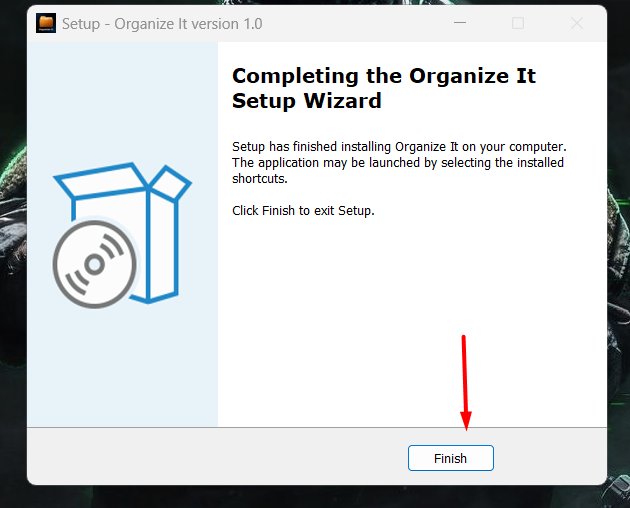 Setup - Organize It version 1.0
Completing the Organize It
Setup Wizard
Setup has finished installing Organize It on your computer.
The application may be launched by selecting the installed
shortcuts.
Click Finish to exit Setup.
Finish